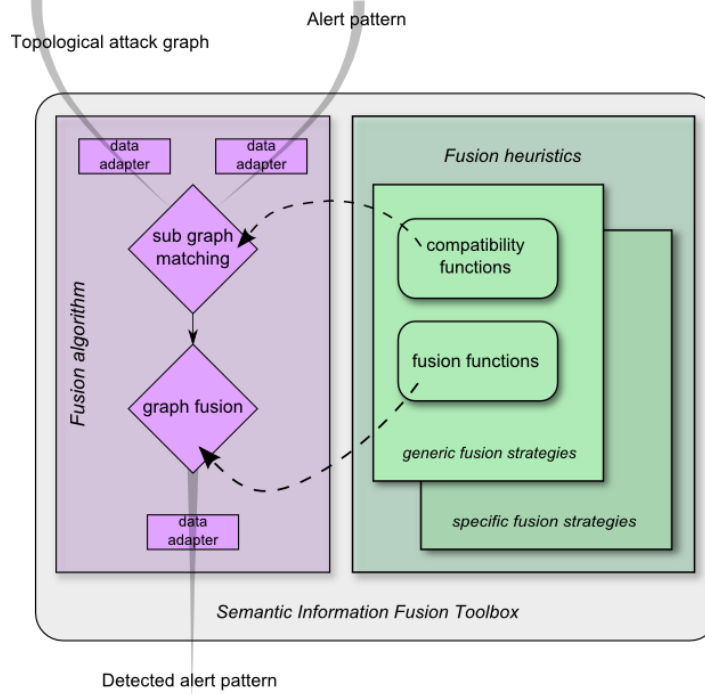 Alert pattern
Topological attack graph
data
adapter
data
adapter
Fusion heuristics
sub graph
matching
compatibility
functions
Fusion algorithm
fusion functions
graph fusion
generic fusion strategies
data
adapter
specific fusion strategies
Semantic Information Fusion Toolbox
Detected alert pattern